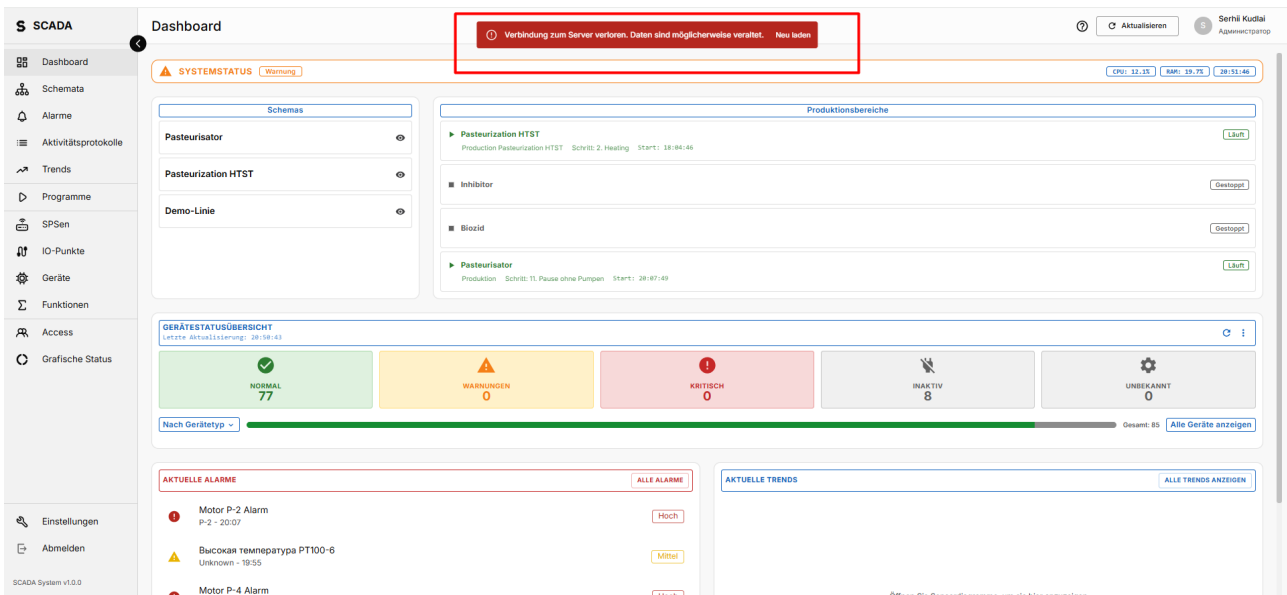 S SCADA
Dashboard
Verbindung zum Server verloren. Daten sind möglicherweise veraltet. Neu laden
Aktualisieren
S
Serhii Kudlai
Администратор
Dashboard
Schemata
Alarme
Aktivitätsprotokolle
Trends
Programme
SPSen
IO-Punkte
Geräte
Funktionen
Access
Grafische Status
Einstellungen
Abmelden
SCADA System v1.0.0
SYSTEMSTATUS Warnung
CPU: 12.1% RAM: 19.7% 20:51:46
Schemas
Pasteurisator
Pasteurization HTST
Demo-Linie
Produktionsbereiche
Pasteurization HTST Läuft
Production Pasteurization HTST Schritt: 2. Heating Start: 18:04:46
Inhibitor Gestoppt
Biozid Gestoppt
Pasteurisator Läuft
Produktion Schritt: 11. Pause ohne Pumpen Start: 20:07:49
GERÄTESTATUSÜBERSICHT
Letzte Aktualisierung: 20:50:43
NORMAL
77
WARNUNGEN
0
KRITISCH
0
INAKTIV
8
UNBEKANNT
0
Nach Gerätetyp Gesamt: 85 Alle Geräte anzeigen
AKTUELLE ALARME ALLE ALARME
Motor P-2 Alarm Hoch
P-2 - 20:07
Высокая температура PT100-6 Mittel
Unknown - 19:55
Motor P-4 Alarm
AKTUELLE TRENDS ALLE TRENDS ANZEIGEN